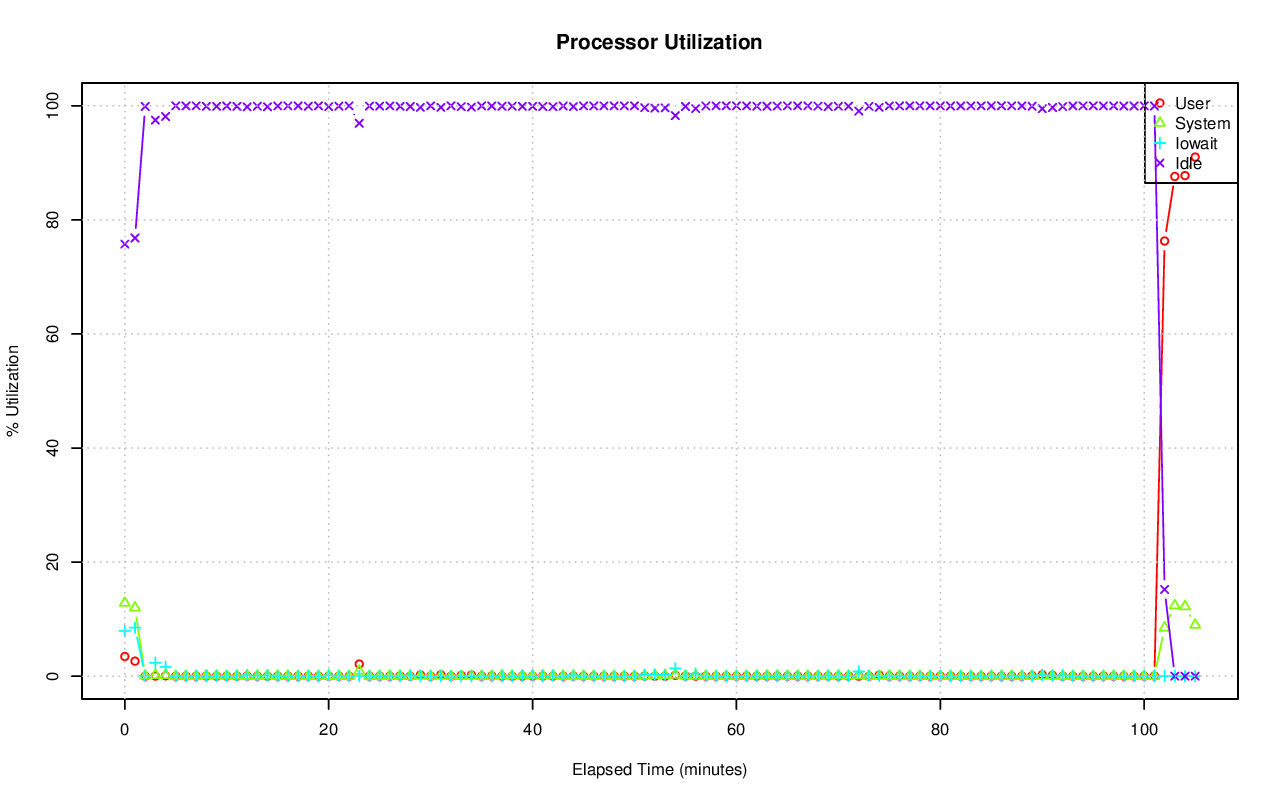 Processor Utilization
% Utilization
100
80
60
40
20
0
User
System
Iowait
Idle
0 20 40 60 80 100
Elapsed Time (minutes)